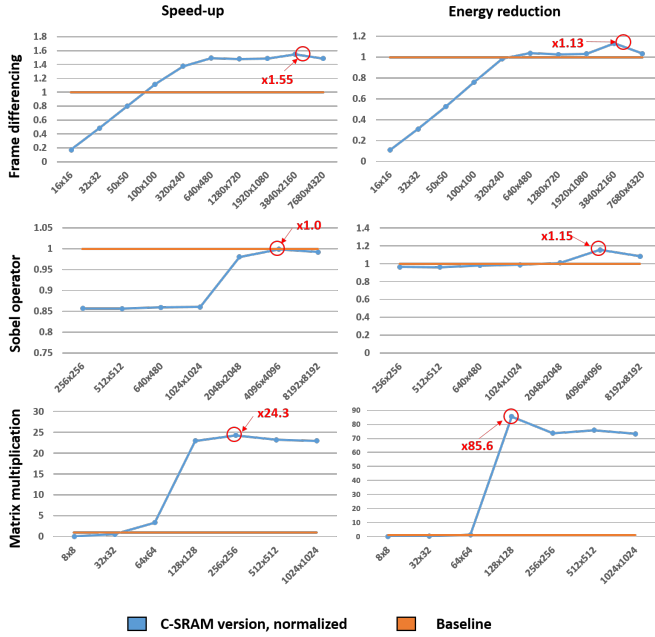 Speed-up
Energy reduction
Frame differencing
1.8
1.6
1.4
1.2
1
0.8
0.6
0.4
0.2
0
x1.55
16x16
32x32
50x50
100x100
320x240
640x480
1280x720
1920x1080
3840x2160
7680x4320
1.2
1
0.8
0.6
0.4
0.2
0
x1.13
16x16
32x32
50x50
100x100
320x240
640x480
1280x720
1920x1080
3840x2160
7680x4320
Sobel operator
1.05
1
0.95
0.9
0.85
0.8
0.75
x1.0
256x256
512x512
640x480
1024x1024
2048x2048
4096x4096
8192x8192
1.4
1.2
1
0.8
0.6
0.4
0.2
0
x1.15
256x256
512x512
640x480
1024x1024
2048x2048
4096x4096
8192x8192
Matrix multiplication
30
25
20
15
10
5
0
x24.3
8x8
32x32
64x64
128x128
256x256
512x512
1024x1024
90
80
70
60
50
40
30
20
10
0
x85.6
8x8
32x32
64x64
128x128
256x256
512x512
1024x1024
C-SRAM version, normalized
Baseline